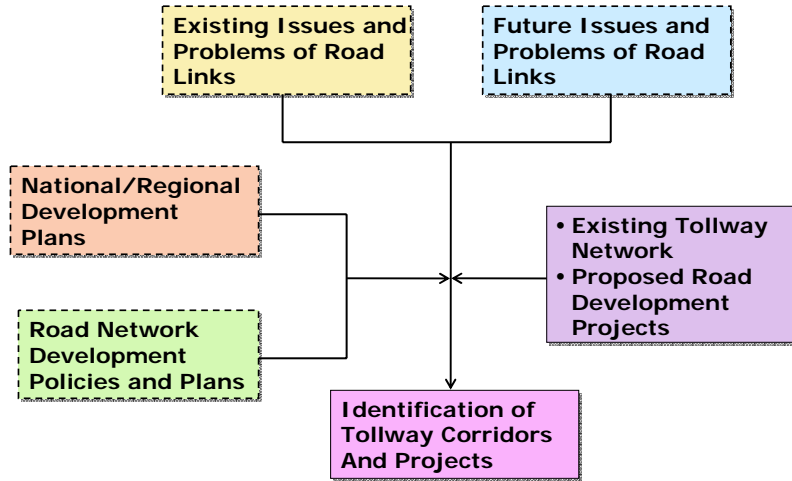 Existing Issues and
Problems of Road
Links
Future Issues and
Problems of Road
Links
National/Regional
Development
Plans
• Existing Tollway
Network
• Proposed Road
Development
Projects
Road Network
Development
Policies and Plans
Identification of
Tollway Corridors
And Projects